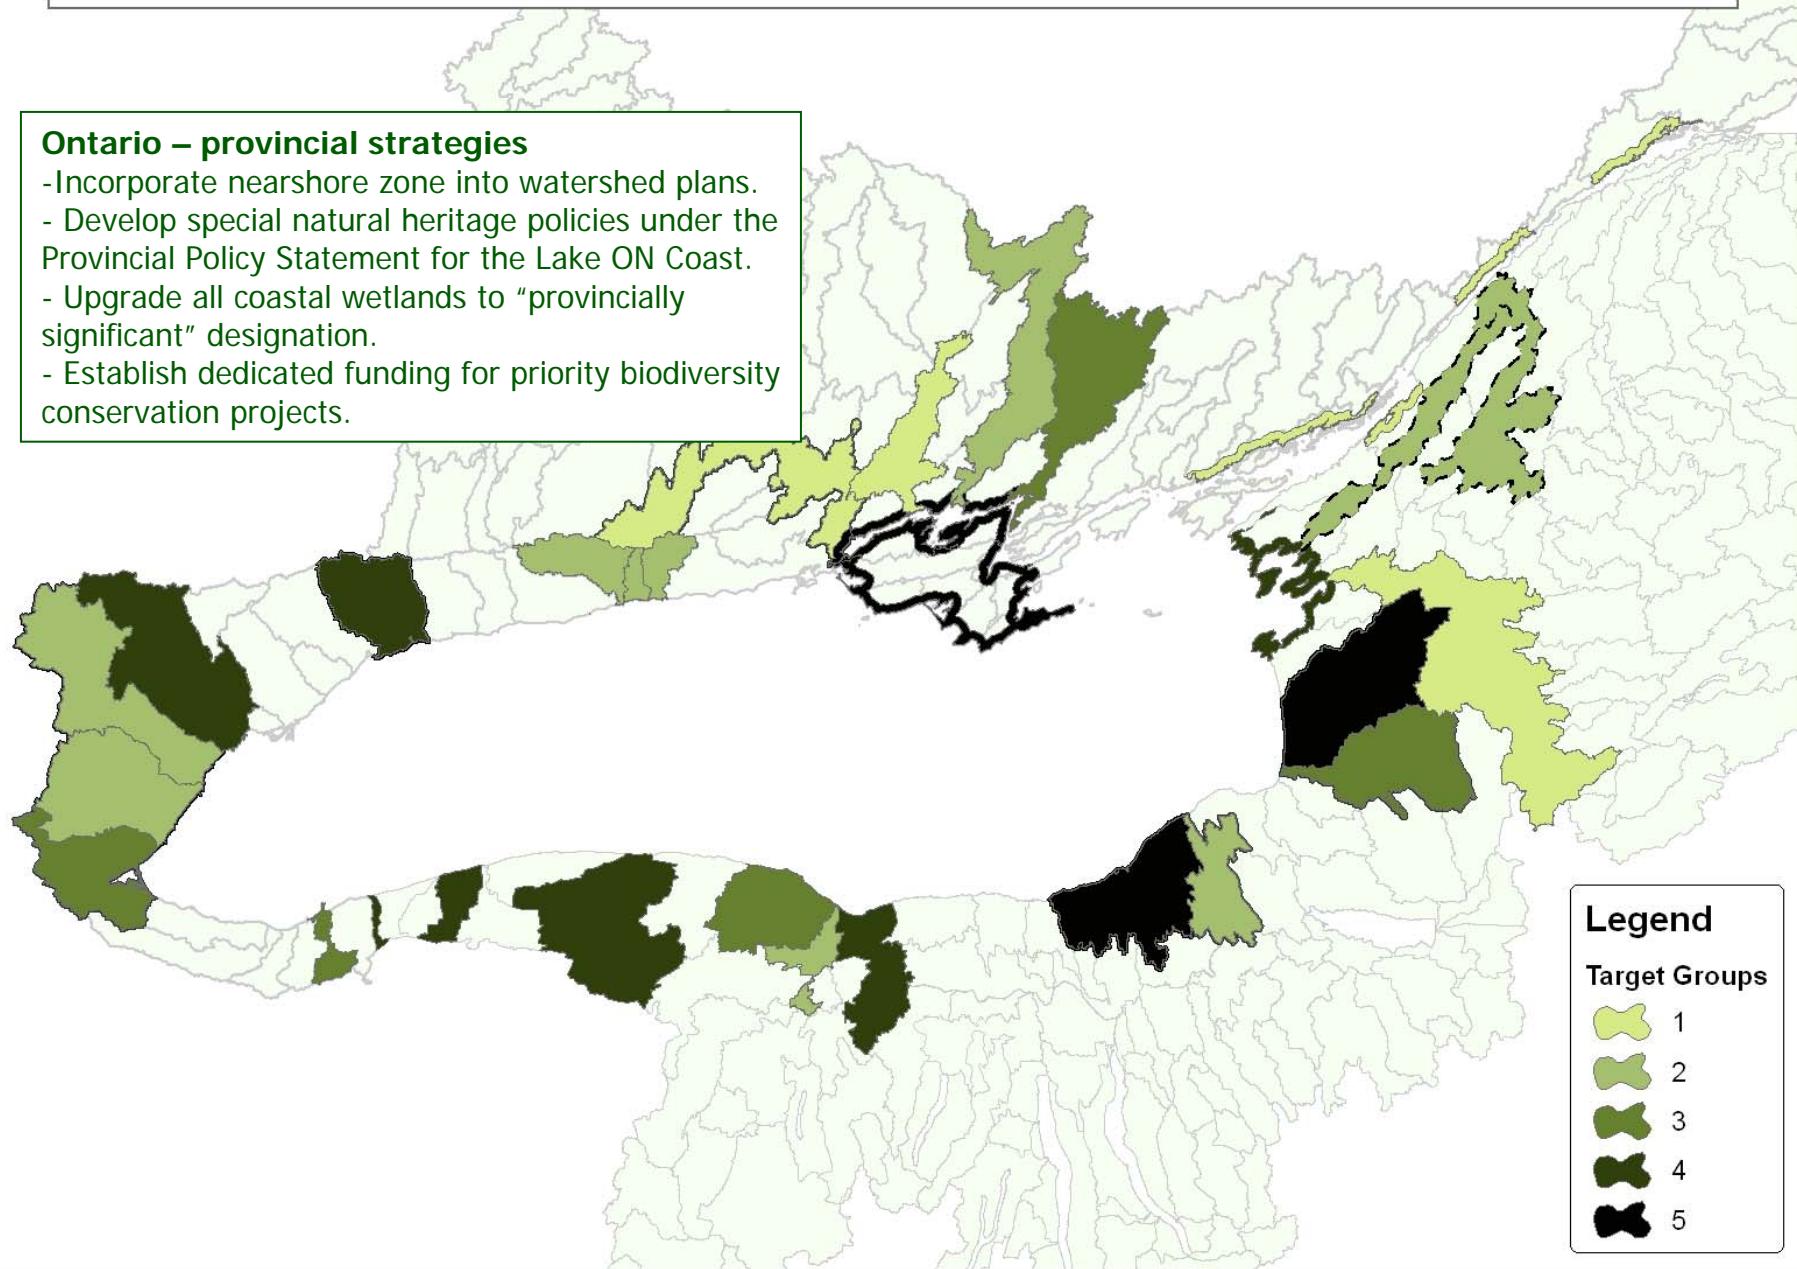 Ontario – provincial strategies
-Incorporate nearshore zone into watershed plans.
- Develop special natural heritage policies under the
Provincial Policy Statement for the Lake ON Coast.
- Upgrade all coastal wetlands to “provincially
significant” designation.
- Establish dedicated funding for priority biodiversity
conservation projects.
Legend
Target Groups
1
2
3
4
5